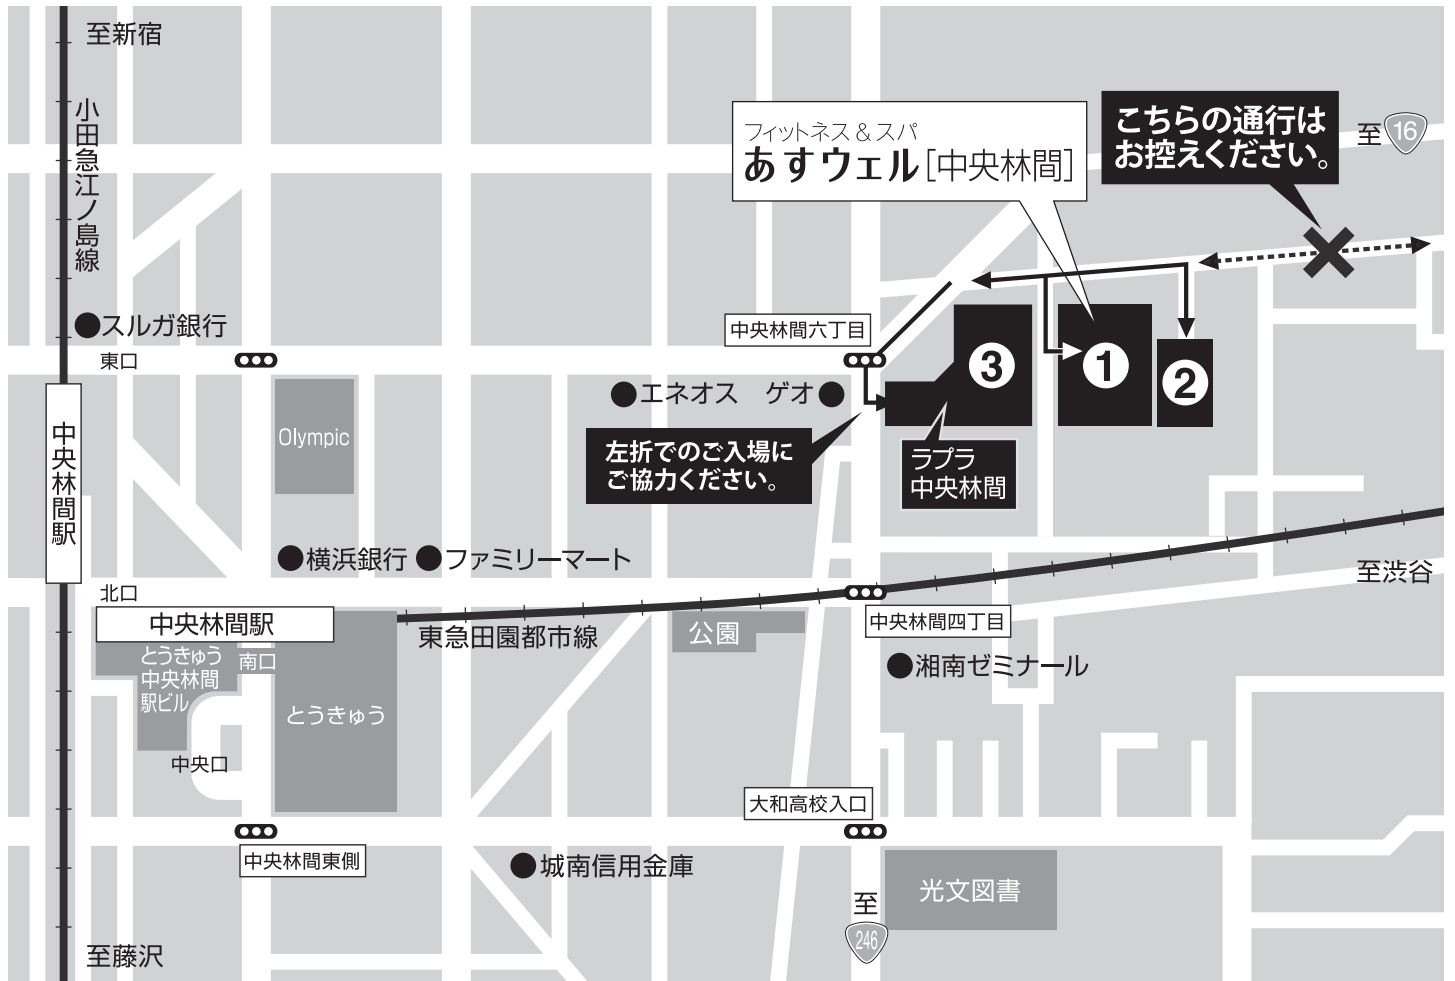 至新宿
小田急江ノ島線
フィットネス＆スパ
あすウェル[中央林間]
こちらの通行は
お控えください。
至 16
スルガ銀行
東口
中央林間六丁目
3
1
2
エネオス
ゲオ
Olympic
左折でのご入場に
ご協力ください。
ラプラ
中央林間
中央林間駅
横浜銀行
ファミリーマート
至渋谷
北口
中央林間駅
東急田園都市線
公園
中央林間四丁目
とうきゅう
中央林間
駅ビル
南口
湘南ゼミナール
とうきゅう
中央口
大和高校入口
中央林間東側
城南信用金庫
光文図書
至
246
至藤沢